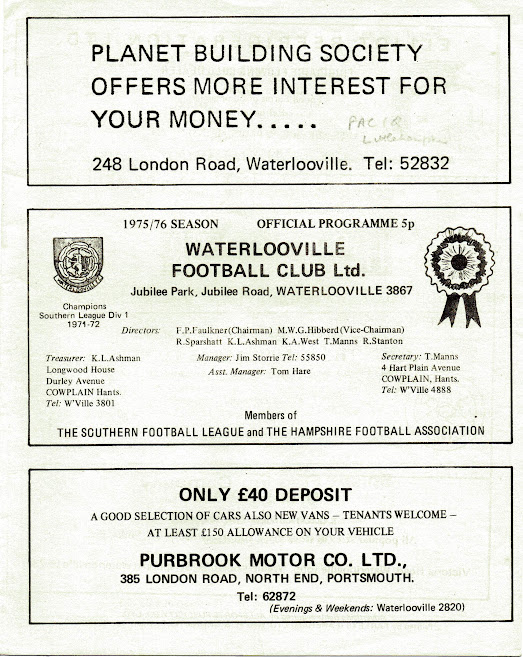 PLANET BUILDING SOCIETY
OFFERS MORE INTEREST FOR
YOUR MONEY.....
248 London Road, Waterlooville. Tel: 52832
1975/76 SEASON OFFICIAL PROGRAMME 5p
WATERLOOVILLE
FOOTBALL CLUB Ltd.
Jubilee Park, Jubilee Road, WATERLOOVILLE 3867
Champions
Southern League Div 1
1971-72
Directors: F.P.Faulkner(Chairman) M.W.G.Hibberd(Vice-Chairman)
R.Sparshatt K.L.Ashman K.A.West T.Manns R.Stanton
Treasurer: K.L.Ashman
Longwood House
Durley Avenue
COWPLAIN Hants.
Tel: W'Ville 3801
Manager: Jim Storrie Tel: 55850
Asst. Manager: Tom Hare
Secretary: T.Manns
4 Hart Plain Avenue
COWPLAIN, Hants.
Tel: W'Ville 4888
Members of
THE SOUTHERN FOOTBALL LEAGUE and THE HAMPSHIRE FOOTBALL ASSOCIATION
ONLY £40 DEPOSIT
A GOOD SELECTION OF CARS ALSO NEW VANS – TENANTS WELCOME –
AT LEAST £150 ALLOWANCE ON YOUR VEHICLE
PURBROOK MOTOR CO. LTD.,
385 LONDON ROAD, NORTH END, PORTSMOUTH.
Tel: 62872
(Evenings & Weekends: Waterlooville 2820)